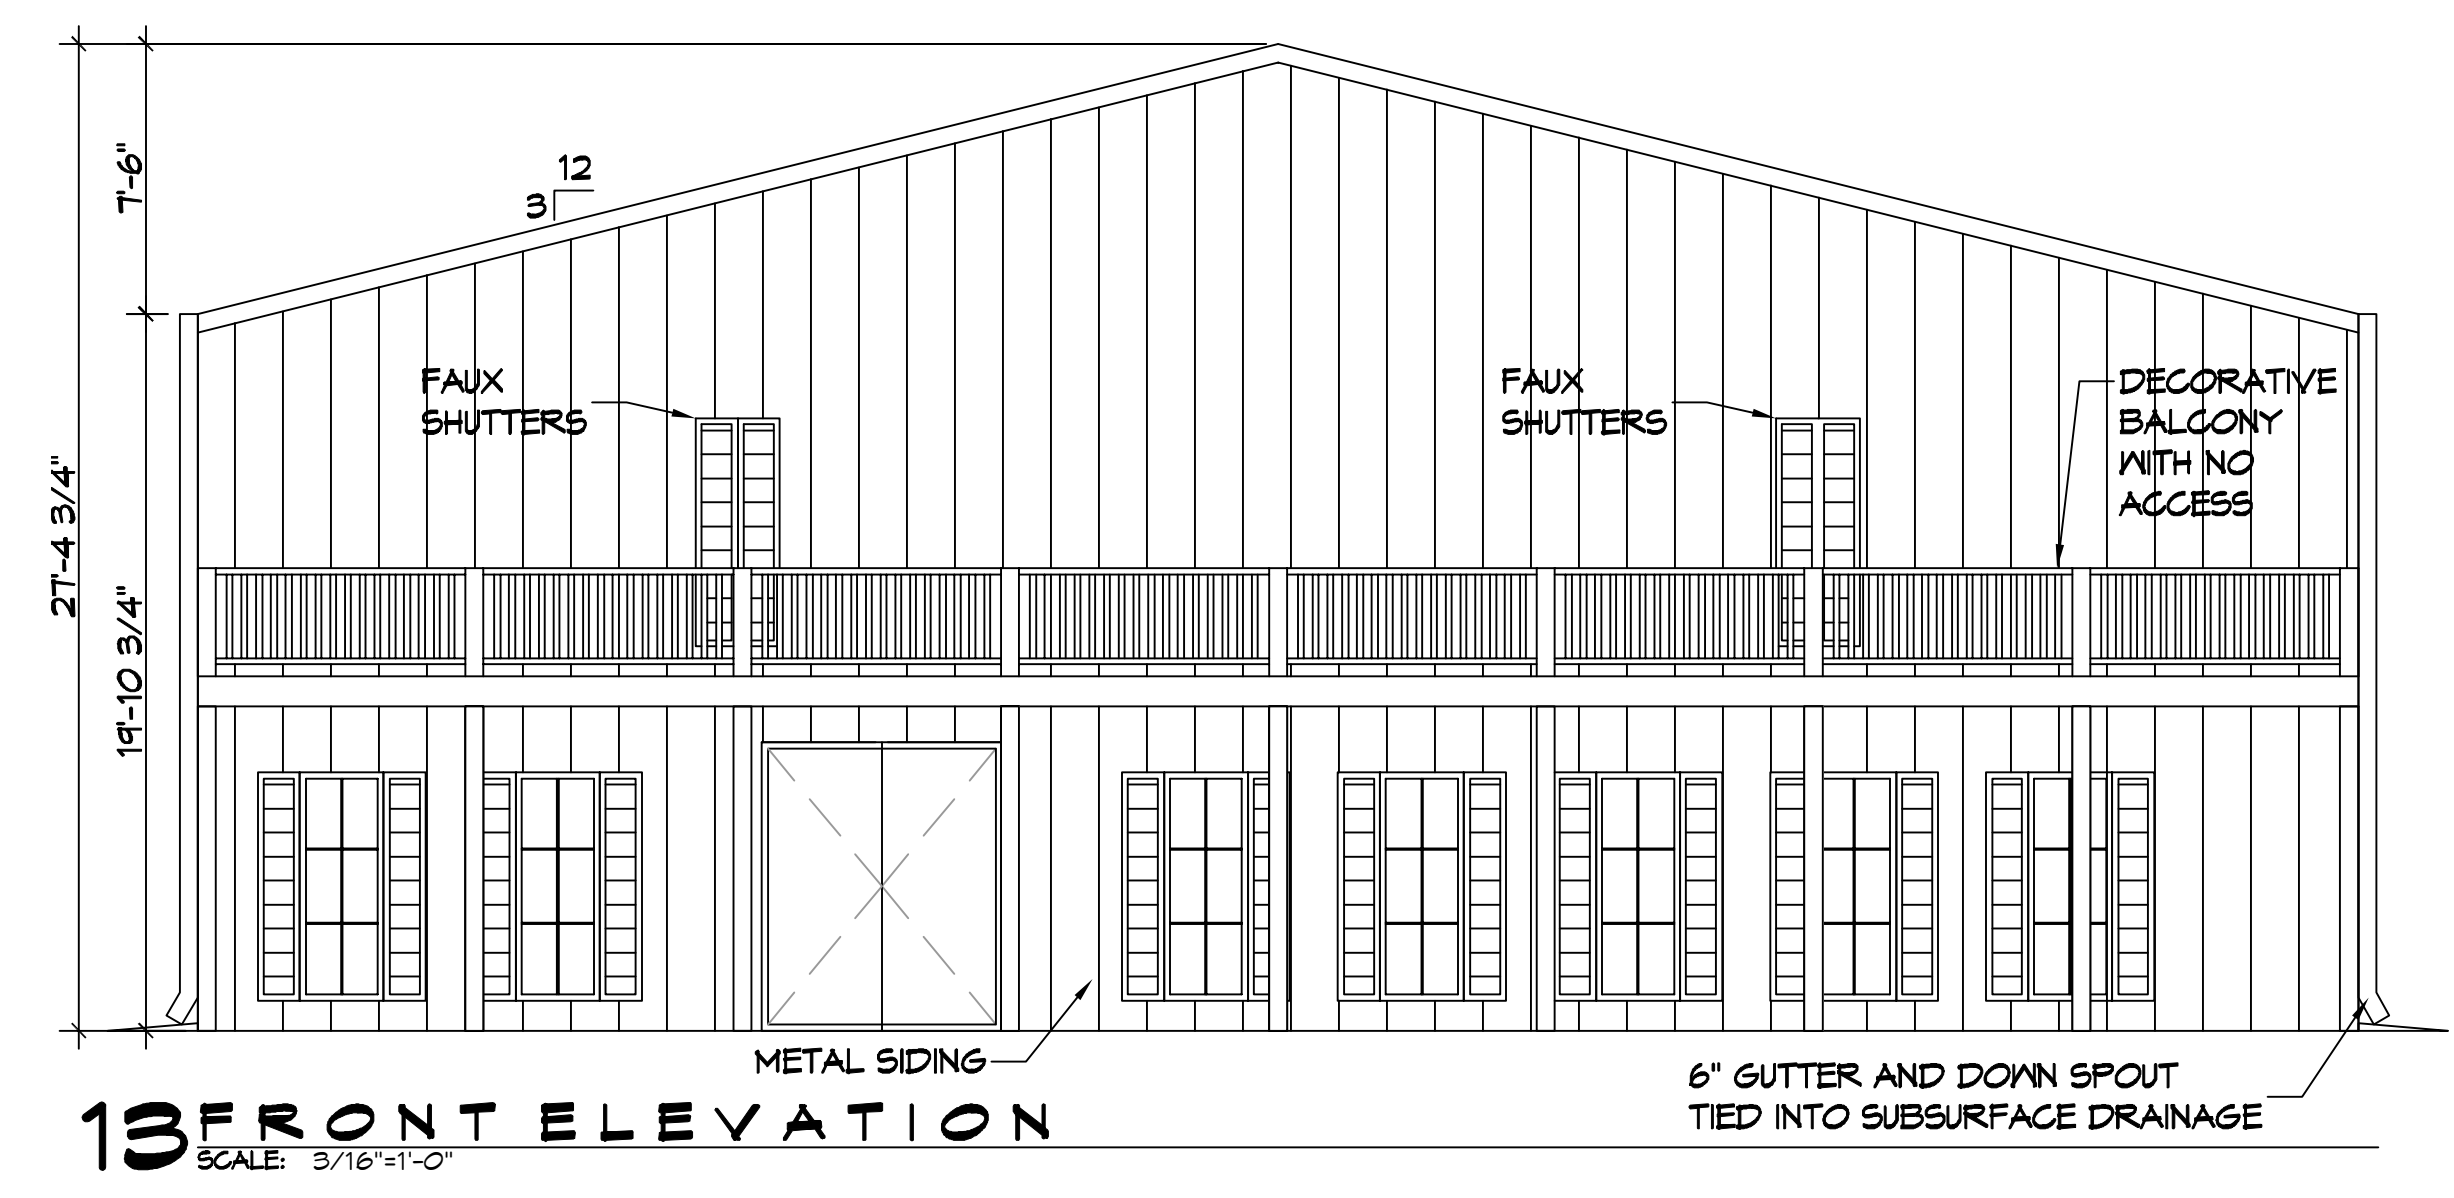 7'-6"
12
3
FAUX
SHUTTERS
FAUX
SHUTTERS
DECORATIVE
BALCONY
WITH NO
ACCESS
27'-4 3/4"
19'-10 3/4"
METAL SIDING
6" GUTTER AND DOWN SPOUT
TIED INTO SUBSURFACE DRAINAGE
13 FRONT ELEVATION
SCALE: 3/16"=1'-0"